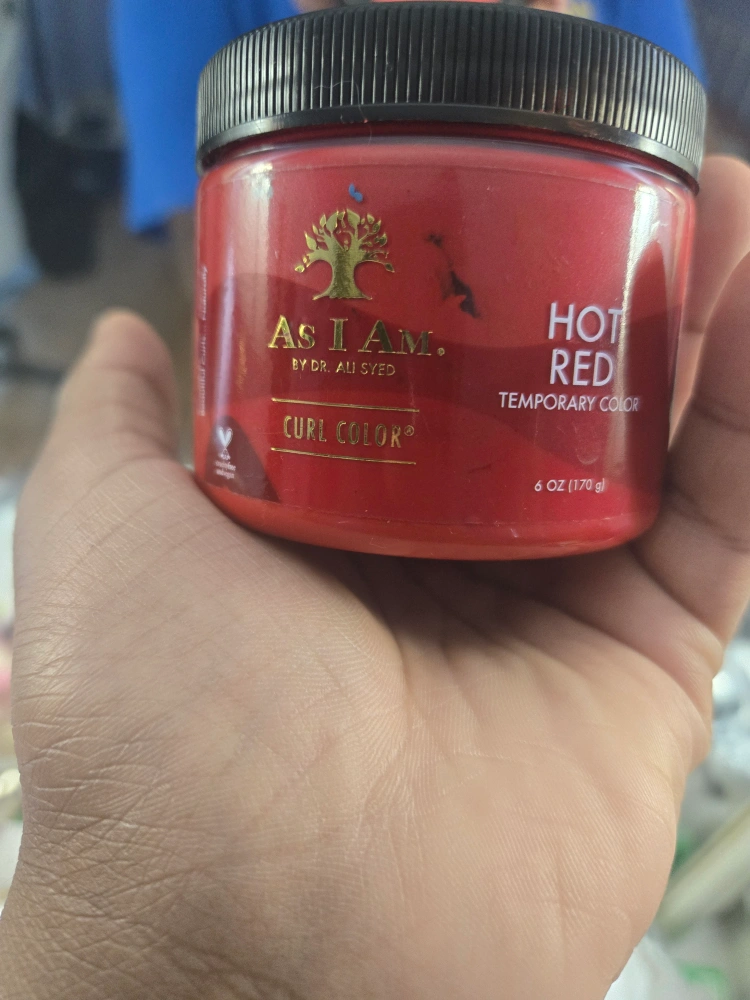 As I Am®
BY DR. ALI SYED
CURL COLOR®
HOT
RED
TEMPORARY COLOR
6 OZ (170 g)